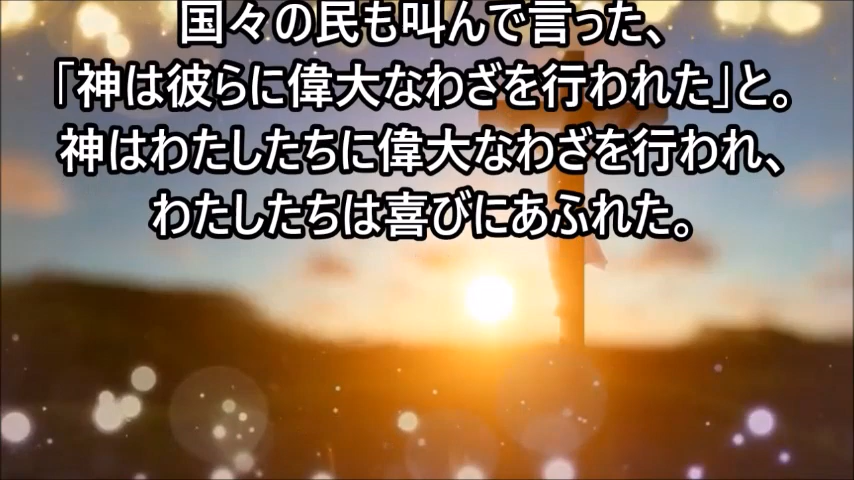 国々の民も叫んで言った、
「神は彼らに偉大なわざを行われた」と。
神はわたしたちに偉大なわざを行われ、
わたしたちは喜びにあふれた。